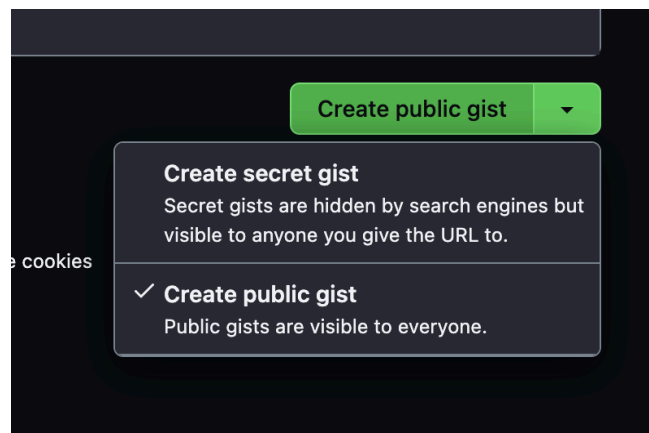 Create public gist
Create secret gist
Secret gists are hidden by search engines but
visible to anyone you give the URL to.
cookies
Create public gist
Public gists are visible to everyone.